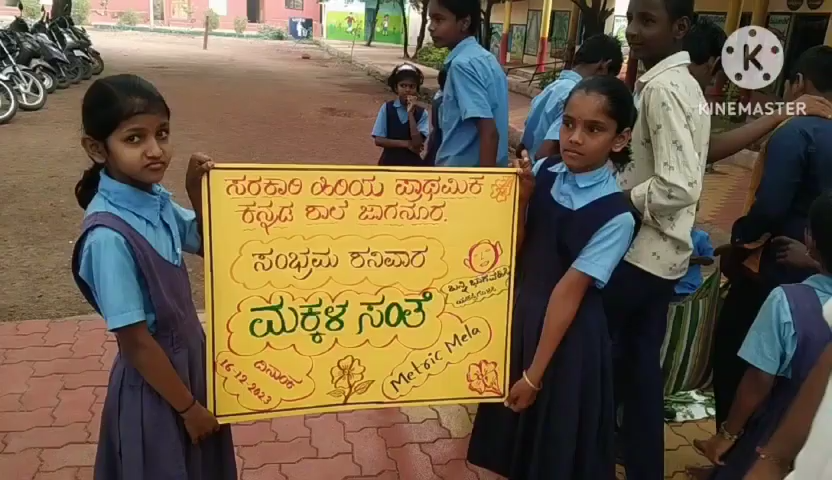 ಸರಕಾರಿ ಹಿರಿಯ ಪ್ರಾಥಮಿಕ
ಕನ್ನಡ ಶಾಲೆ ಜಾಗನೂರ.
ಸಂಭ್ರಮ ಶನಿವಾರ
ಮಕ್ಕಳ ಸಂತೆ
ದಿನಾಂಕ
16-12-2023
Metric Mela
KINEMASTER